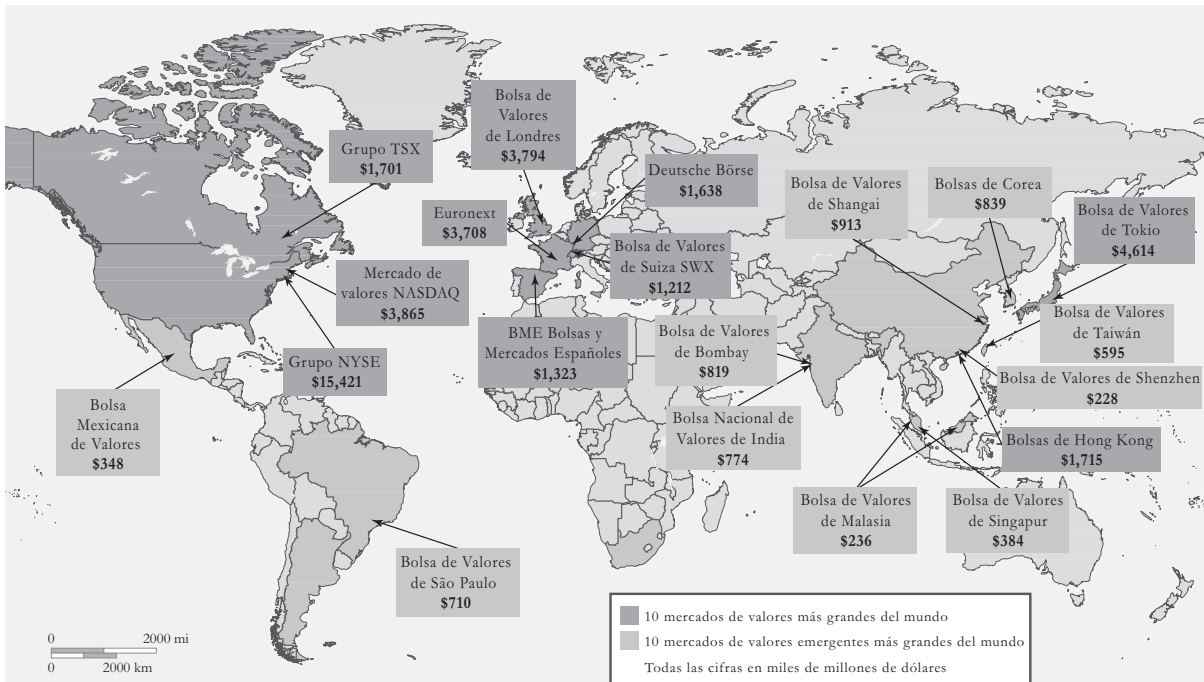 Grupo TSX
$1,701
Bolsa de
Valores
de Londres
$3,794
Euronext
$3,708
Deutsche Börse
$1,638
Bolsa de Valores
de Suiza SWX
$1,212
Bolsa de Valores
de Shangai
$913
Bolsas de Corea
$839
Bolsa de Valores
de Tokio
$4,614
Mercado de
valores NASDAQ
$3,865
Grupo NYSE
$15,421
BME Bolsas y
Mercados Españoles
$1,323
Bolsa de Valores
de Bombay
$819
Bolsa de Valores
de Taiwán
$595
Bolsa de Valores de Shenzhen
$228
Bolsa
Mexicana
de Valores
$348
Bolsa Nacional de
Valores de India
$774
Bolsas de Hong Kong
$1,715
Bolsa de Valores
de Malasia
$236
Bolsa de Valores
de Singapur
$384
Bolsa de Valores
de São Paulo
$710
0 2000 mi
0 2000 km
10 mercados de valores más grandes del mundo
10 mercados de valores emergentes más grandes del mundo
Todas las cifras en miles de millones de dólares